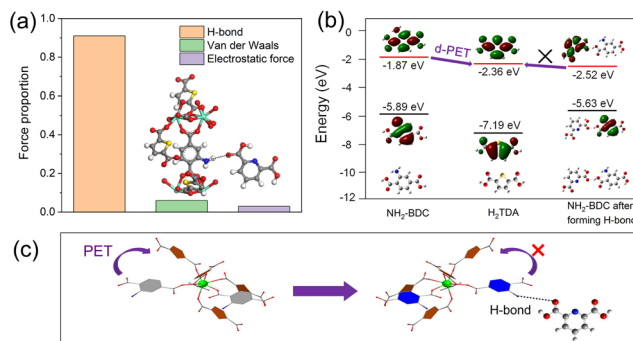 (a)
Force proportion
1.0
0.8
0.6
0.4
0.2
0.0
H-bond
Van der Waals
Electrostatic force
(b)
Energy (eV)
0
-2
-4
-6
-8
-10
-12
d-PET
-1.87 eV
-2.36 eV
-2.52 eV
-5.89 eV
-7.19 eV
-5.63 eV
NH₂-BDC
H₂TDA
NH₂-BDC after
forming H-bond
(c)
PET
H-bond